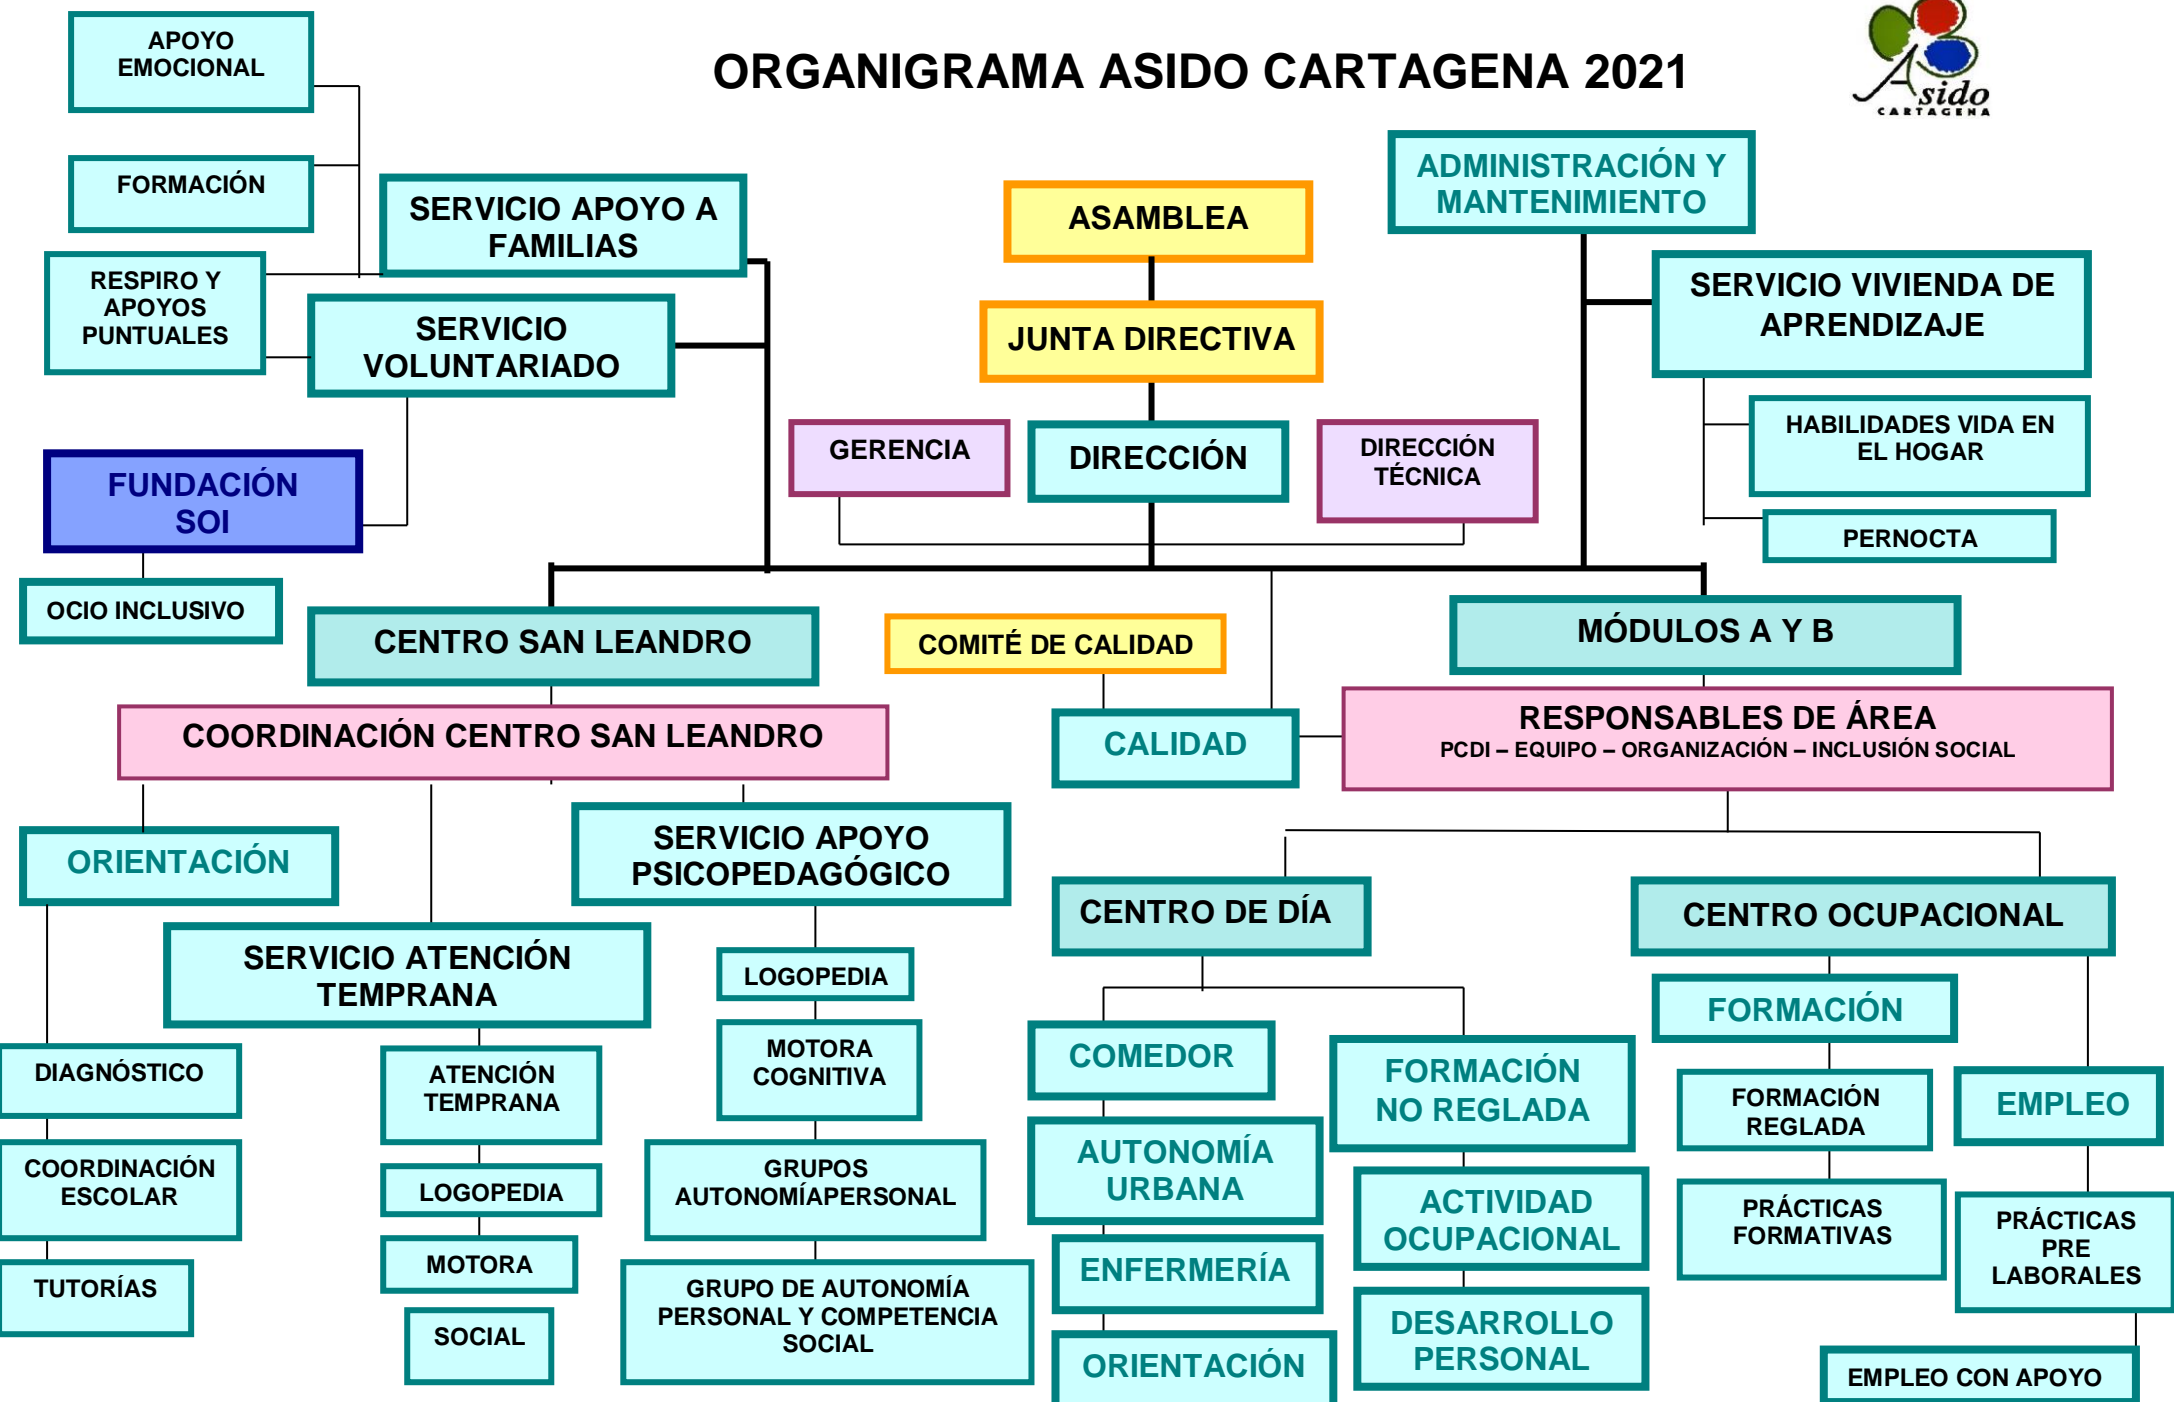 APOYO
EMOCIONAL
ORGANIGRAMA ASIDO CARTAGENA 2021
Asido
CARTAGENA
FORMACIÓN
SERVICIO APOYO A
FAMILIAS
ASAMBLEA
ADMINISTRACIÓN Y
MANTENIMIENTO
RESPIRO Y
APOYOS
PUNTUALES
SERVICIO
VOLUNTARIADO
JUNTA DIRECTIVA
SERVICIO VIVIENDA DE
APRENDIZAJE
GERENCIA
DIRECCIÓN
DIRECCIÓN
TÉCNICA
HABILIDADES VIDA EN
EL HOGAR
PERNOCTA
FUNDACIÓN
SOI
OCIO INCLUSIVO
CENTRO SAN LEANDRO
COMITÉ DE CALIDAD
MÓDULOS A Y B
COORDINACIÓN CENTRO SAN LEANDRO
CALIDAD
RESPONSABLES DE ÁREA
PCDI – EQUIPO – ORGANIZACIÓN – INCLUSIÓN SOCIAL
ORIENTACIÓN
SERVICIO APOYO
PSICOPEDAGÓGICO
SERVICIO ATENCIÓN
TEMPRANA
CENTRO DE DÍA
CENTRO OCUPACIONAL
DIAGNÓSTICO
COORDINACIÓN
ESCOLAR
TUTORÍAS
ATENCIÓN
TEMPRANA
LOGOPEDIA
MOTORA
SOCIAL
LOGOPEDIA
MOTORA
COGNITIVA
GRUPOS
AUTONOMÍAPERSONAL
GRUPO DE AUTONOMÍA
PERSONAL Y COMPETENCIA
SOCIAL
COMEDOR
AUTONOMÍA
URBANA
ENFERMERÍA
ORIENTACIÓN
FORMACIÓN
NO REGLADA
ACTIVIDAD
OCUPACIONAL
DESARROLLO
PERSONAL
FORMACIÓN
FORMACIÓN
REGLADA
PRÁCTICAS
FORMATIVAS
EMPLEO
PRÁCTICAS
PRE
LABORALES
EMPLEO CON APOYO